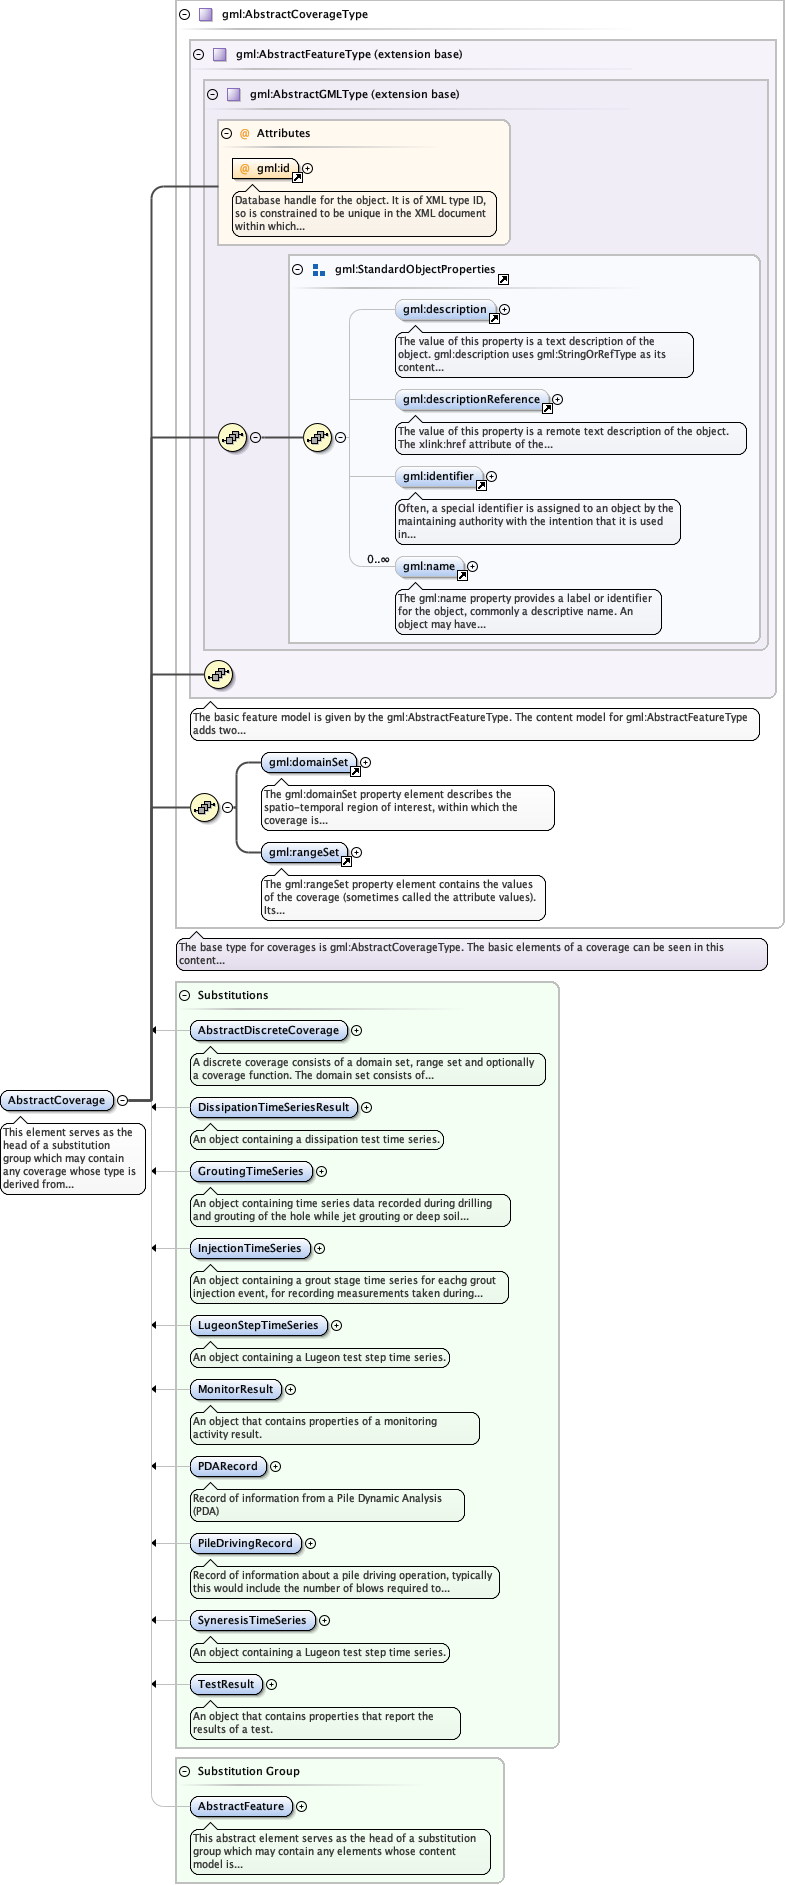 gml:AbstractCoverageType
gml:AbstractFeatureType (extension base)
gml:AbstractGMLType (extension base)
@ Attributes
@ gml:id
Database handle for the object. It is of XML type ID,
so is constrained to be unique in the XML document
within which...
gml:StandardObjectProperties
gml:description
The value of this property is a text description of the
object. gml:description uses gml:StringOrRefType as its
content...
gml:descriptionReference
The value of this property is a remote text description of the object.
The xlink:href attribute of the...
gml:identifier
Often, a special identifier is assigned to an object by the
maintaining authority with the intention that it is used
in...
0..∞
gml:name
The gml:name property provides a label or identifier
for the object, commonly a descriptive name. An
object may have...
The basic feature model is given by the gml:AbstractFeatureType. The content model for gml:AbstractFeatureType
adds two...
gml:domainSet
The gml:domainSet property element describes the
spatio-temporal region of interest, within which the
coverage is...
gml:rangeSet
The gml:rangeSet property element contains the values
of the coverage (sometimes called the attribute values).
Its...
The base type for coverages is gml:AbstractCoverageType. The basic elements of a coverage can be seen in this
content...
AbstractCoverage
This element serves as the
head of a substitution
group which may contain
any coverage whose type is
derived from...
Substitutions
AbstractDiscreteCoverage
A discrete coverage consists of a domain set, range set and optionally
a coverage function. The domain set consists of...
DissipationTimeSeriesResult
An object containing a dissipation test time series.
GroutingTimeSeries
An object containing time series data recorded during drilling
and grouting of the hole while jet grouting or deep soil...
InjectionTimeSeries
An object containing a grout stage time series for eachg grout
injection event, for recording measurements taken during...
LugeonStepTimeSeries
An object containing a Lugeon test step time series.
MonitorResult
An object that contains properties of a monitoring
activity result.
PDARecord
Record of information from a Pile Dynamic Analysis
(PDA)
PileDrivingRecord
Record of information about a pile driving operation, typically
this would include the number of blows required to...
SyneresisTimeSeries
An object containing a Lugeon test step time series.
TestResult
An object that contains properties that report the
results of a test.
Substitution Group
AbstractFeature
This abstract element serves as the head of a substitution
group which may contain any elements whose content
model is...